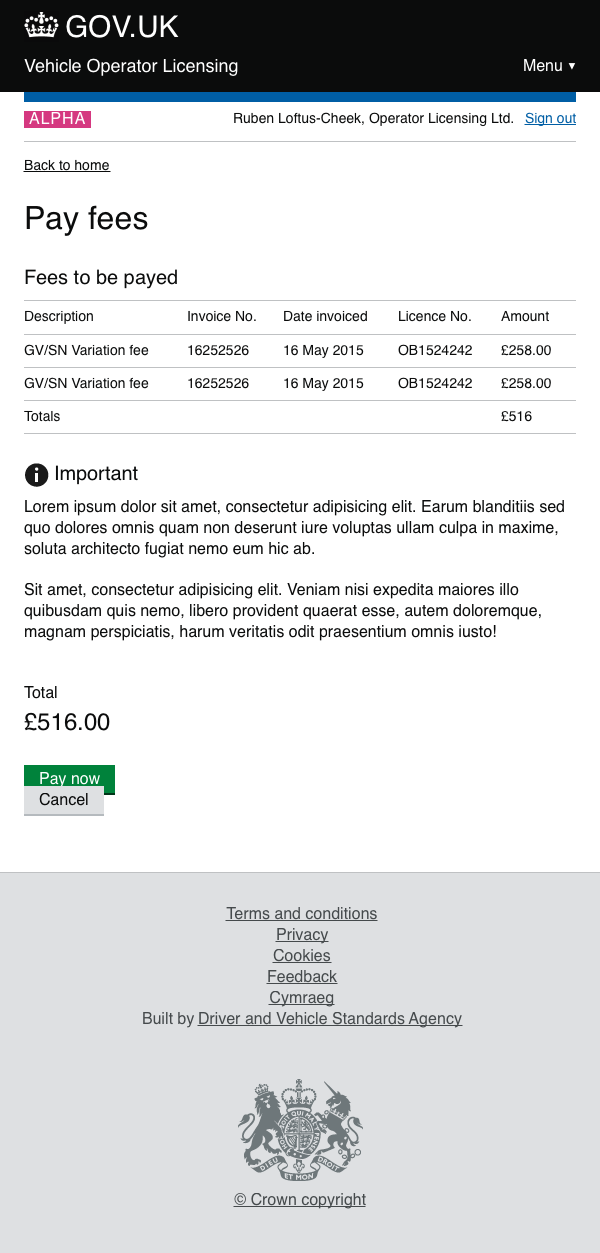 GOV.UK
Vehicle Operator Licensing Menu ▼
ALPHA Ruben Loftus-Cheek, Operator Licensing Ltd. Sign out
Back to home
Pay fees
Fees to be payed
Description Invoice No. Date invoiced Licence No. Amount
GV/SN Variation fee 16252526 16 May 2015 OB1524242 £258.00
GV/SN Variation fee 16252526 16 May 2015 OB1524242 £258.00
Totals £516
Important
Lorem ipsum dolor sit amet, consectetur adipisicing elit. Earum blanditiis sed
quo dolores omnis quam non deserunt iure voluptas ullam culpa in maxime,
soluta architecto fugiat nemo eum hic ab.
Sit amet, consectetur adipisicing elit. Veniam nisi expedita maiores illo
quibusdam quis nemo, libero provident quaerat esse, autem doloremque,
magnam perspiciatis, harum veritatis odit praesentium omnis iusto!
Total
£516.00
Pay now
Cancel
Terms and conditions
Privacy
Cookies
Feedback
Cymraeg
Built by Driver and Vehicle Standards Agency
DIEU ET MON DROIT
© Crown copyright